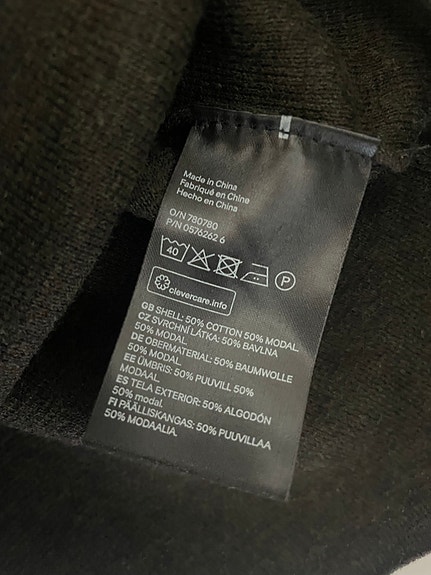 Made in China
Fabriqué en China
Hecho en China
O/N 780780
P/N 0576262 6
40
P
clevercare.info
GB SHELL: 50% COTTON 50% MODAL
CZ SVRCHNÍ LÁTKA: 50% BAVLNA
50% MODAL.
DE OBERMATERIAL: 50% BAUMWOLLE
50% MODAL.
EE ÜMBRIS: 50% PUUVILL 50%
MODAAL.
ES TELA EXTERIOR: 50% ALGODÓN
50% modal.
FI PÄÄLLISKANGAS: 50% PUUVILLAA
50% MODAALIA.